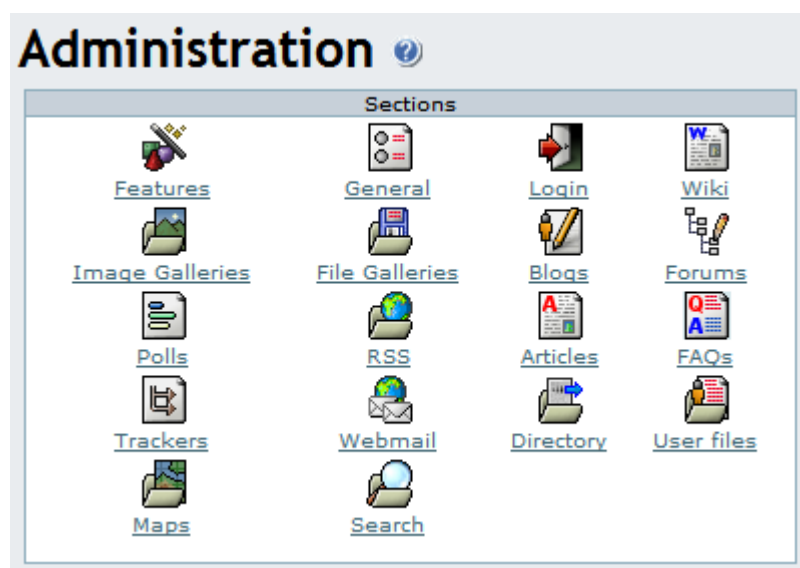 Administration
Sections
Features General Login Wiki
Image Galleries File Galleries Blogs Forums
Polls RSS Articles FAQs
Trackers Webmail Directory User files
Maps Search